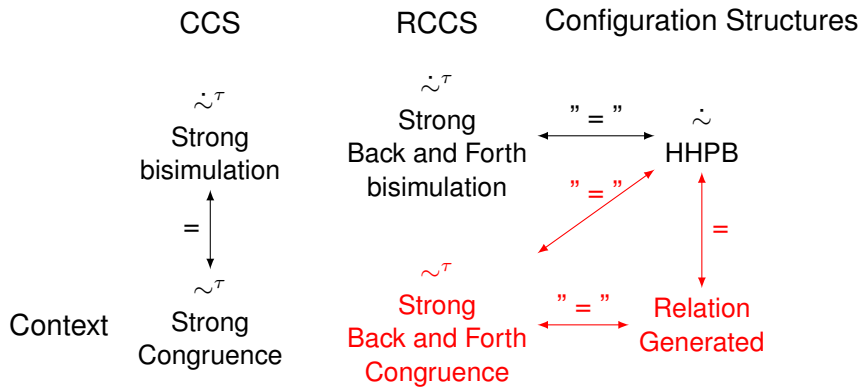 CCS
RCCS
Configuration Structures
∼̇^τ
Strong
bisimulation
∼̇^τ
Strong
Back and Forth
bisimulation
" = "
∼̇
HHPB
=
" = "
=
Context
∼^τ
Strong
Congruence
∼^τ
Strong
Back and Forth
Congruence
" = "
Relation
Generated